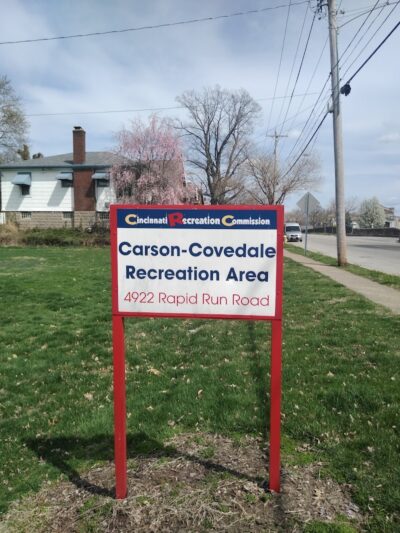 Cincinnati Recreation Commission
Carson-Covedale
Recreation Area
4922 Rapid Run Road